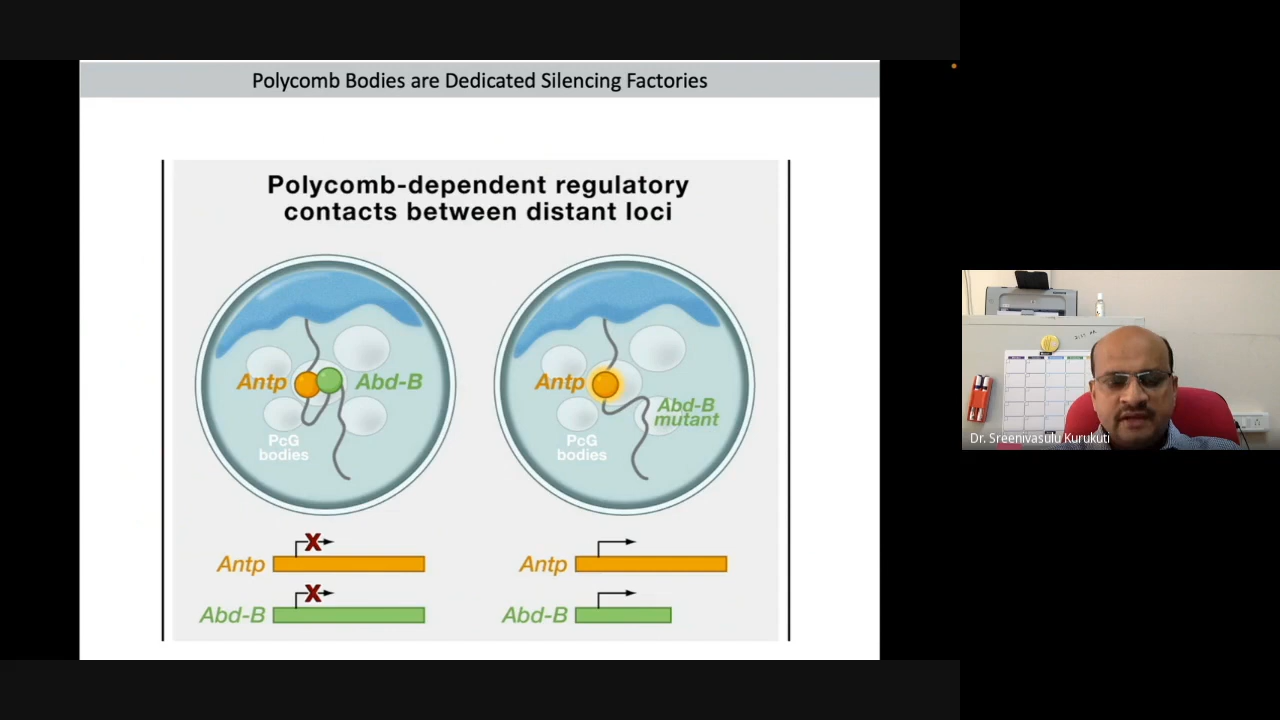 Polycomb Bodies are Dedicated Silencing Factories
Polycomb-dependent regulatory
contacts between distant loci
Antp
Abd-B
PcG
bodies
Antp
Abd-B
mutant
PcG
bodies
Antp
X
Abd-B
X
Antp
Abd-B
Dr. Sreenivasulu Kurukuti